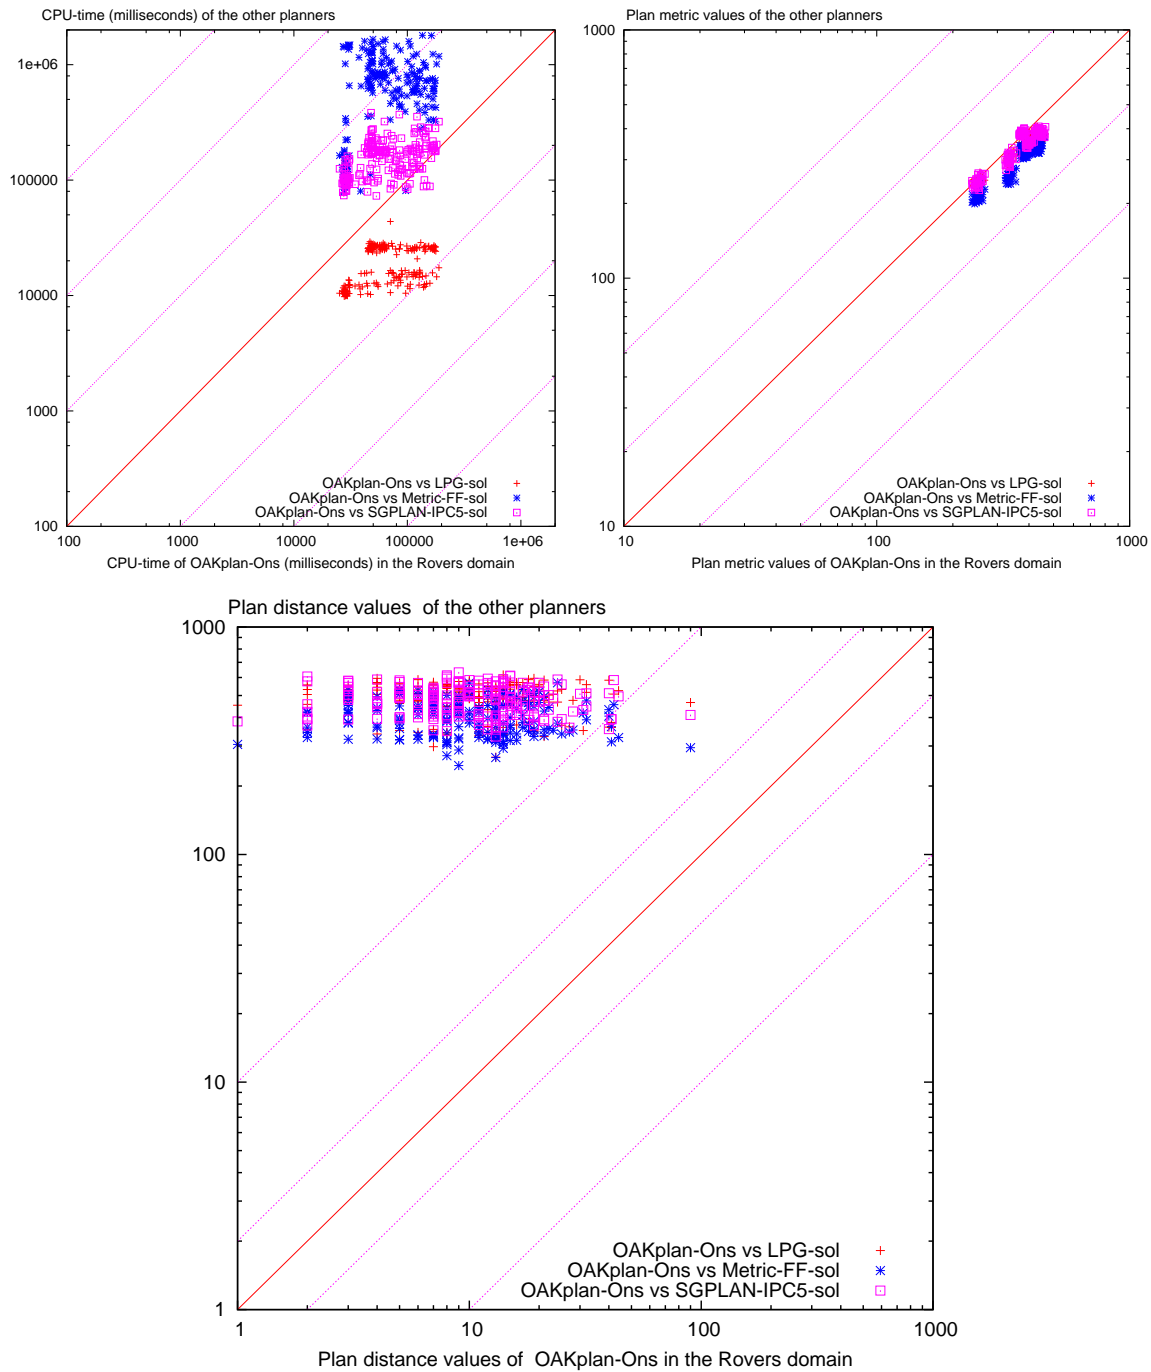 CPU-time (milliseconds) of the other planners
1e+06
100000
10000
1000
100
100 1000 10000 100000 1e+06
OAKplan-Ons vs LPG-sol
OAKplan-Ons vs Metric-FF-sol
OAKplan-Ons vs SGPLAN-IPC5-sol
CPU-time of OAKplan-Ons (milliseconds) in the Rovers domain
Plan metric values of the other planners
1000
100
10
10 100 1000
OAKplan-Ons vs LPG-sol
OAKplan-Ons vs Metric-FF-sol
OAKplan-Ons vs SGPLAN-IPC5-sol
Plan metric values of OAKplan-Ons in the Rovers domain
Plan distance values of the other planners
1000
100
10
1
1 10 100 1000
OAKplan-Ons vs LPG-sol
OAKplan-Ons vs Metric-FF-sol
OAKplan-Ons vs SGPLAN-IPC5-sol
Plan distance values of OAKplan-Ons in the Rovers domain